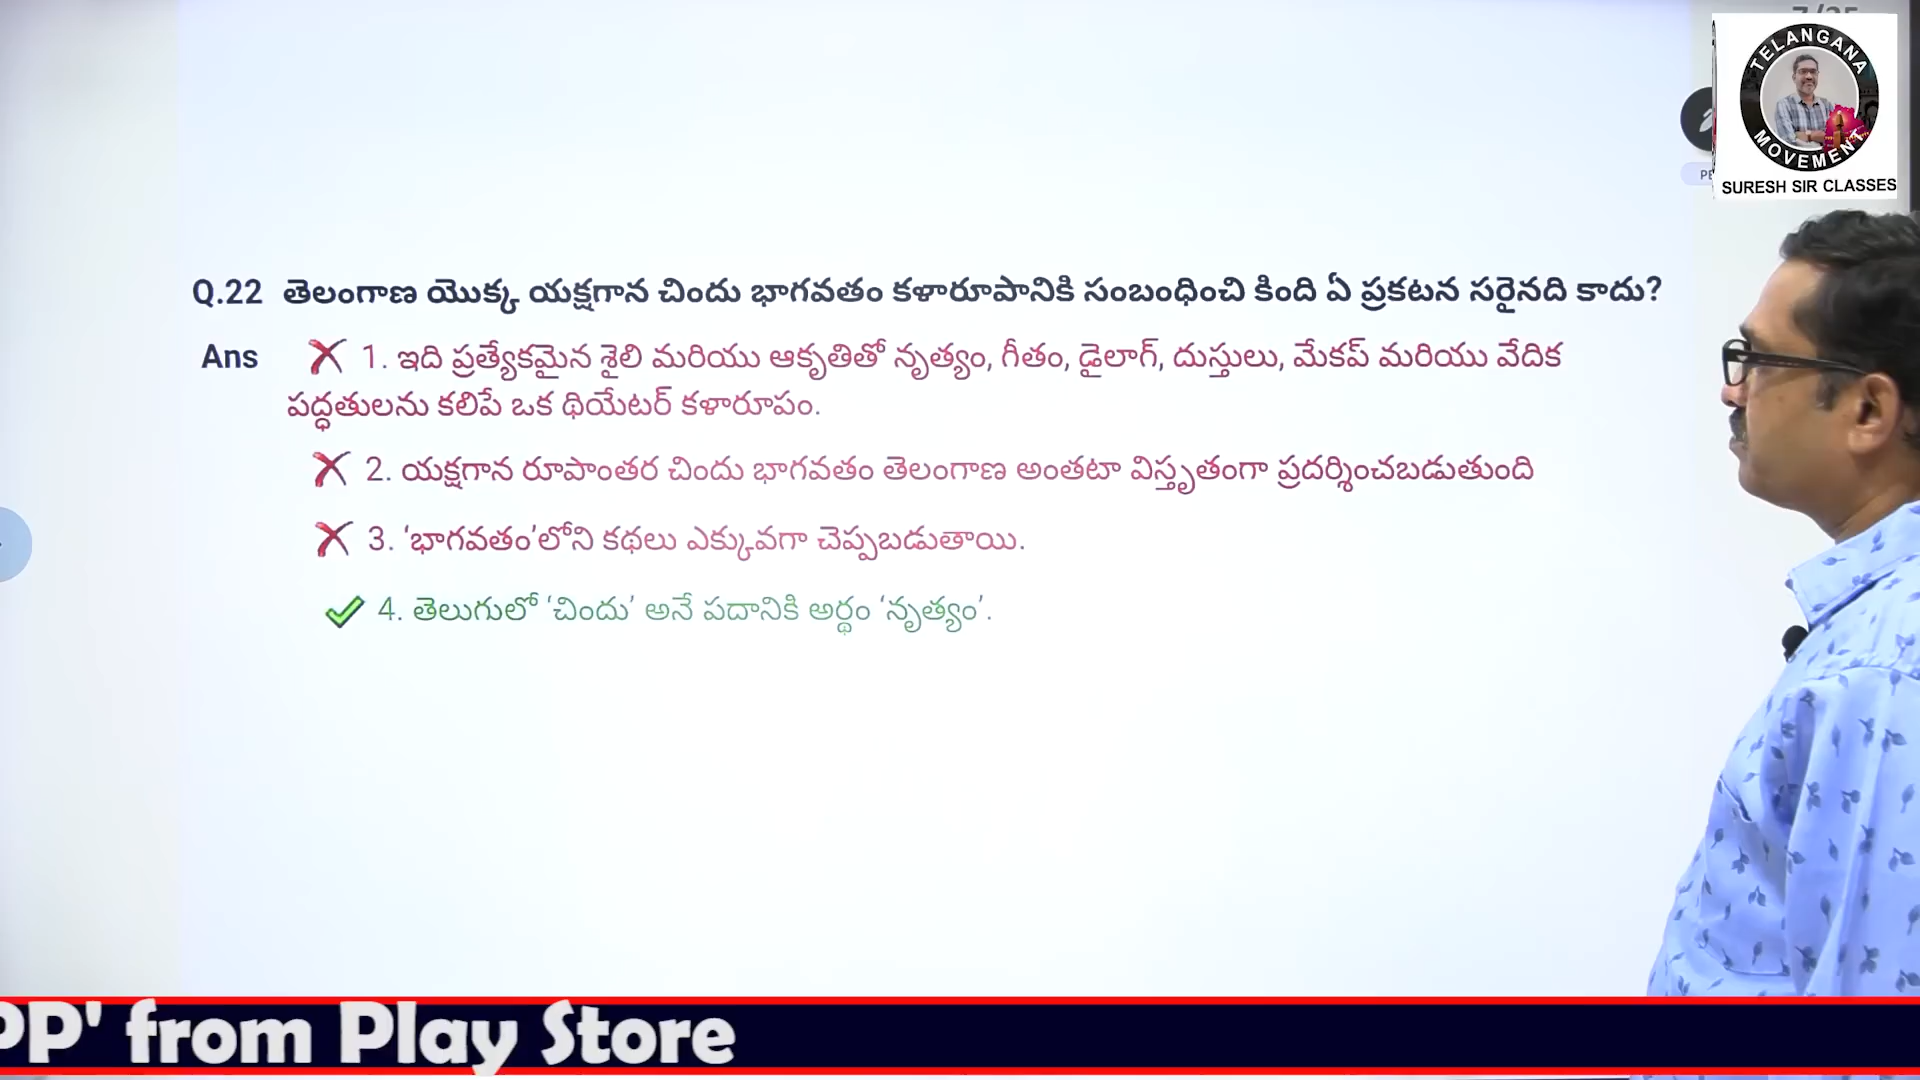 TELANGANA
MOVEMENT
SURESH SIR CLASSES
Q.22 తెలంగాణ యొక్క యక్షగాన చిందు భాగవతం కళారూపానికి సంబంధించి కింది ఏ ప్రకటన సరైనది కాదు?
Ans 1. ఇది ప్రత్యేకమైన శైలి మరియు ఆకృతితో నృత్యం, గీతం, డైలాగ్, దుస్తులు, మేకప్ మరియు వేదిక
పద్ధతులను కలిపే ఒక థియేటర్ కళారూపం.
2. యక్షగాన రూపాంతర చిందు భాగవతం తెలంగాణ అంతటా విస్తృతంగా ప్రదర్శించబడుతుంది
3. ‘భాగవతం’లోని కథలు ఎక్కువగా చెప్పబడుతాయి.
4. తెలుగులో ‘చిందు’ అనే పదానికి అర్థం ‘నృత్యం’.
PP' from Play Store